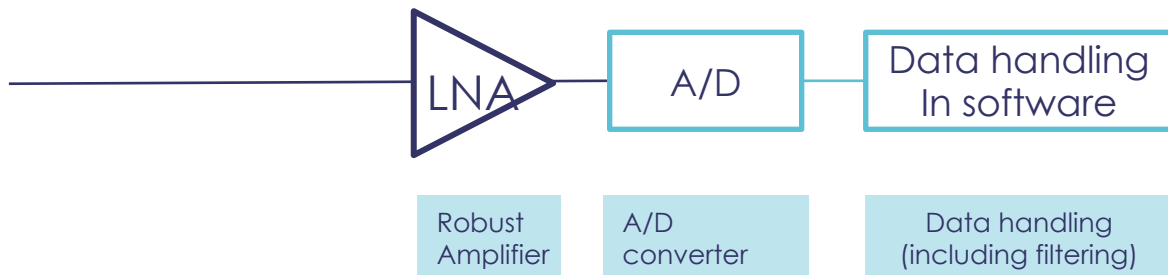 LNA
A/D
Data handling
In software
Robust
Amplifier
A/D
converter
Data handling
(including filtering)